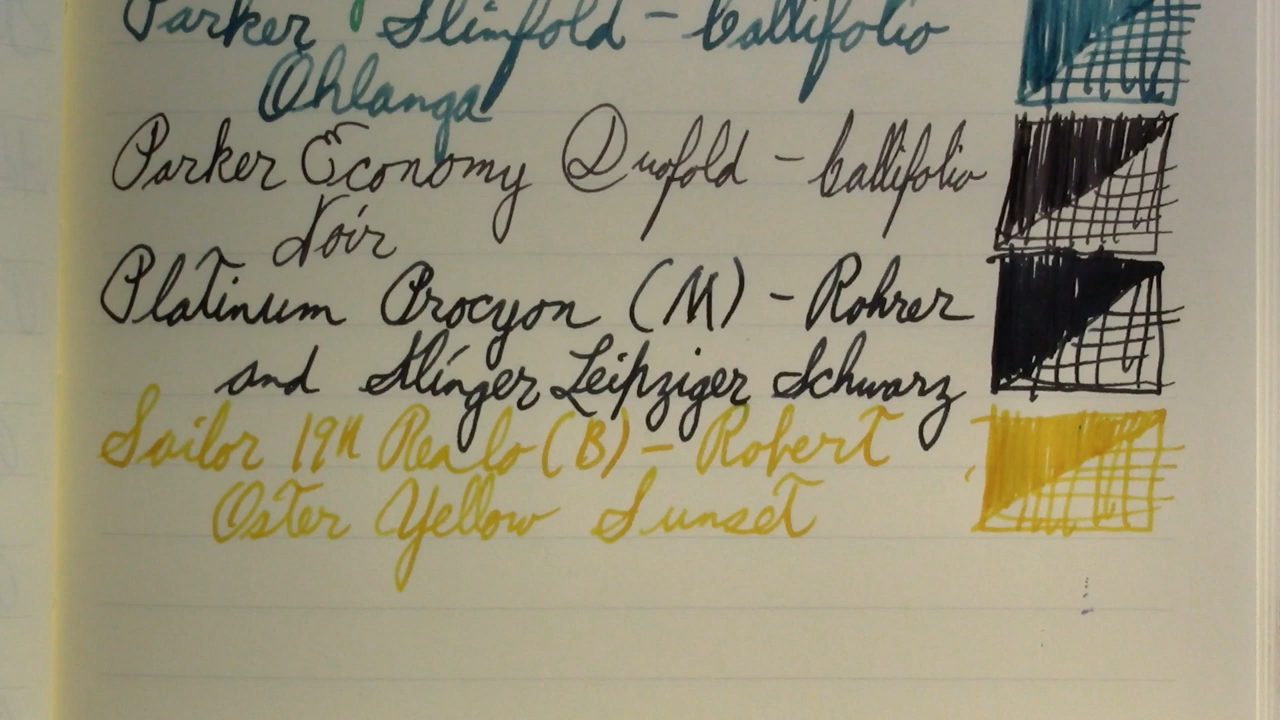 Parker Slimfold - Callifolio
Ohlanga
Parker Economy Duofold - Callifolio
Noir
Platinum Procyon (M) - Rohrer
and Klinger Leipziger Schwarz
Sailor 1911 Realo (B) - Robert
Oster Yellow Sunset